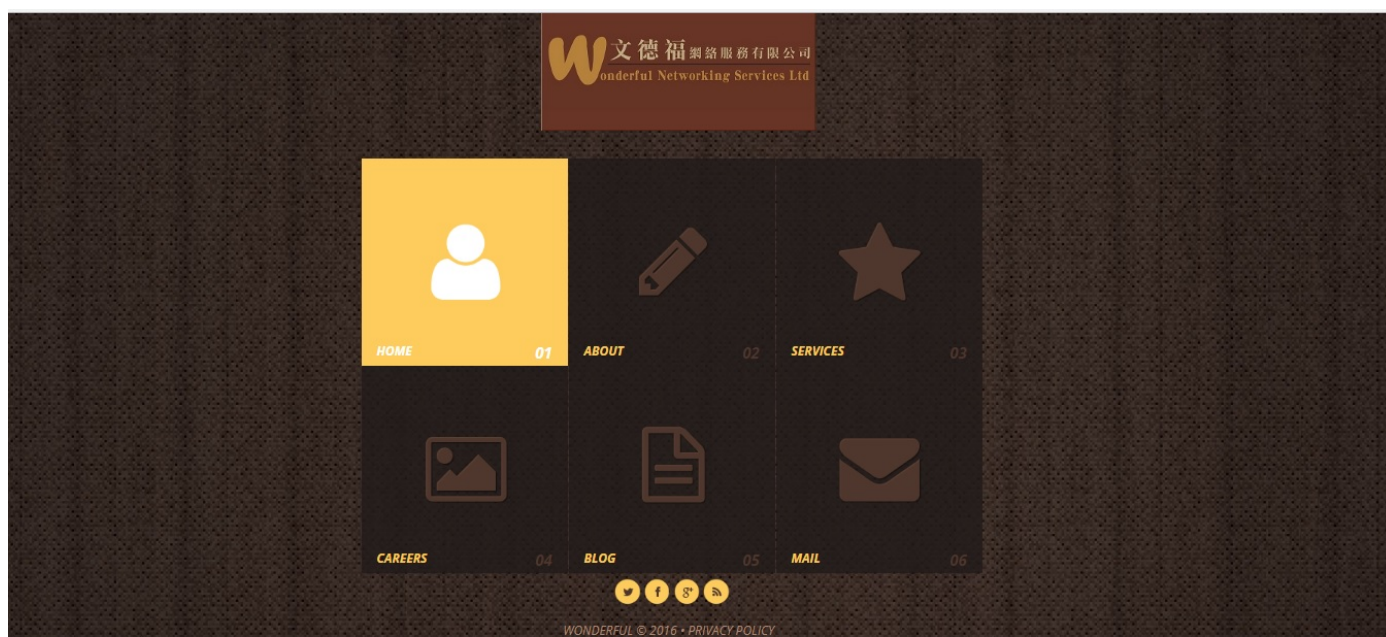 文德福網絡服務有限公司
Wonderful Networking Services Ltd
HOME 01 ABOUT 02 SERVICES 03
CAREERS 04 BLOG 05 MAIL 06
WONDERFUL © 2016 • PRIVACY POLICY